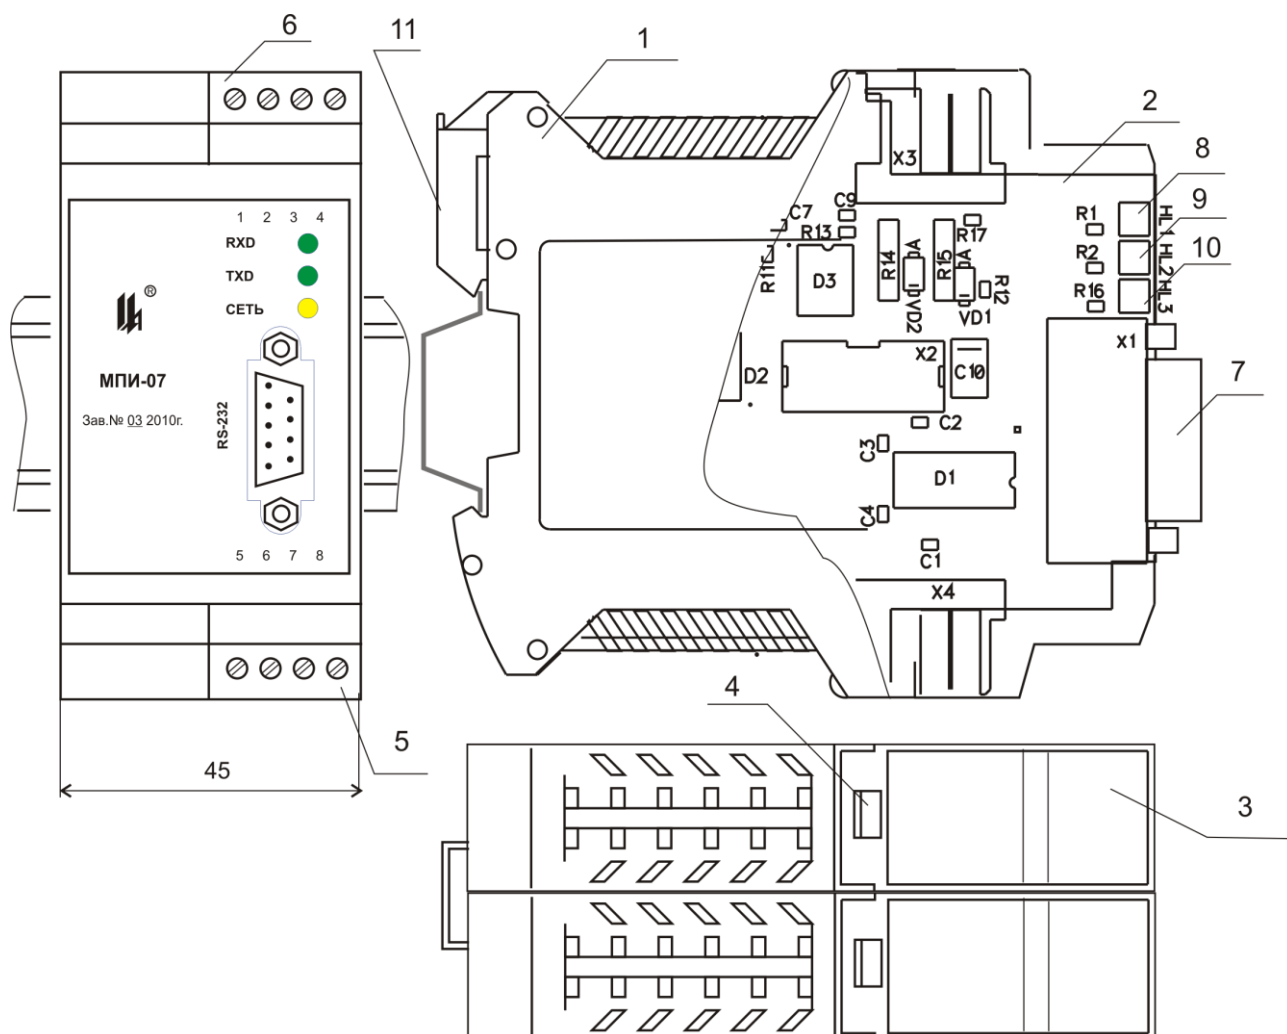 6
11
1
2
8
9
10
7
1 2 3 4
RXD
TXD
СЕТЬ
®
МПИ-07
Зав.№ 03 2010г.
RS-232
5 6 7 8
45
5
X3
C9
C7
R13
R11
D3
R14
A
VD2
R15
R17
A
VD1
R12
R1
R2
R16
HL1
HL2
HL3
X1
D2
X2
C10
C2
C3
D1
C4
C1
X4
4
3